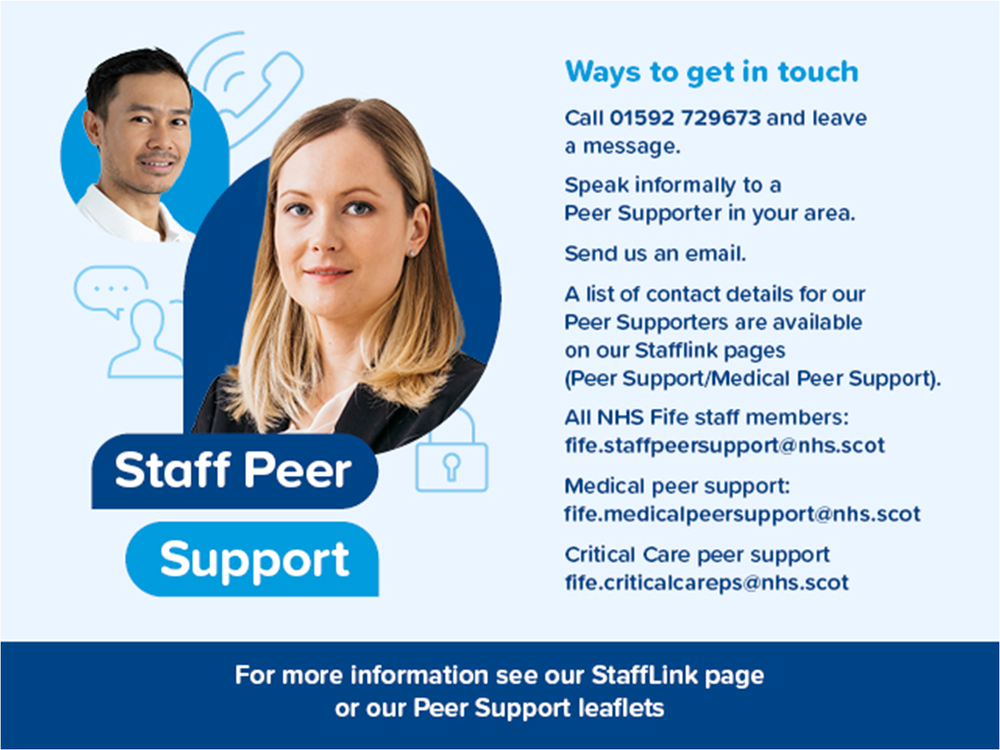 Staff Peer
Support
Ways to get in touch
Call 01592 729673 and leave
a message.
Speak informally to a
Peer Supporter in your area.
Send us an email.
A list of contact details for our
Peer Supporters are available
on our Stafflink pages
(Peer Support/Medical Peer Support).
All NHS Fife staff members:
fife.staffpeersupport@nhs.scot
Medical peer support:
fife.medicalpeersupport@nhs.scot
Critical Care peer support
fife.criticalcareps@nhs.scot
For more information see our StaffLink page
or our Peer Support leaflets